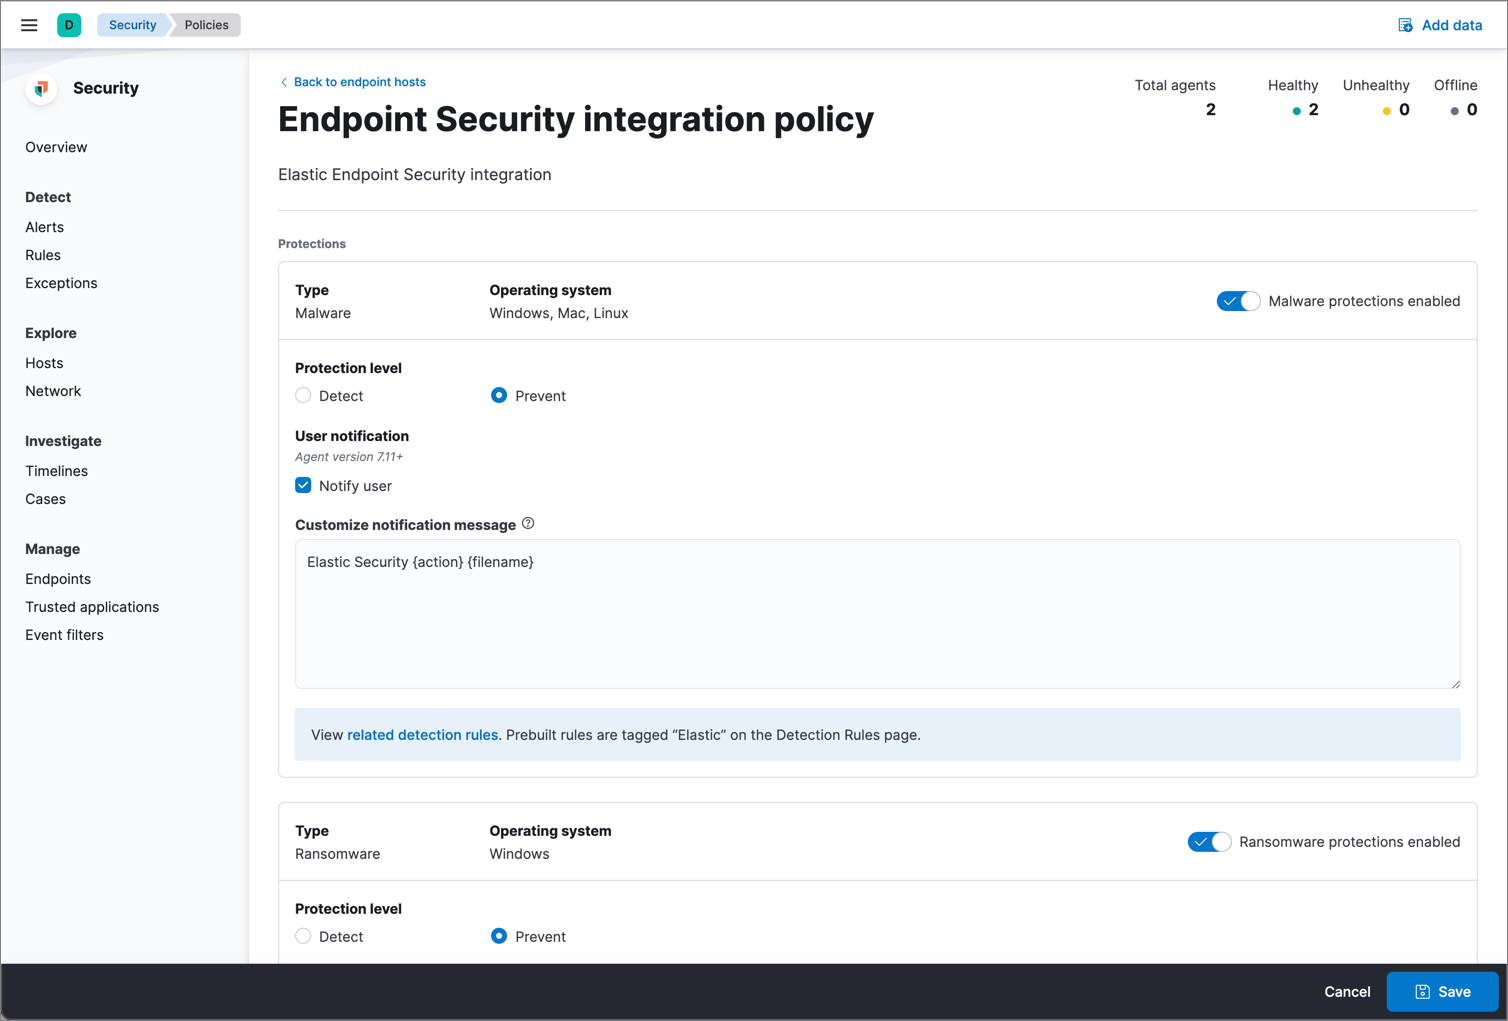 D Security Policies Add data
Security
Overview
Detect
Alerts
Rules
Exceptions
Explore
Hosts
Network
Investigate
Timelines
Cases
Manage
Endpoints
Trusted applications
Event filters
Back to endpoint hosts
Endpoint Security integration policy
Elastic Endpoint Security integration
Total agents Healthy Unhealthy Offline
2 2 0 0
Protections
Type Operating system
Malware Windows, Mac, Linux
Malware protections enabled
Protection level
Detect Prevent
User notification
Agent version 7.11+
Notify user
Customize notification message
Elastic Security {action} {filename}
View related detection rules. Prebuilt rules are tagged “Elastic” on the Detection Rules page.
Type Operating system
Ransomware Windows
Ransomware protections enabled
Protection level
Detect Prevent
Cancel Save